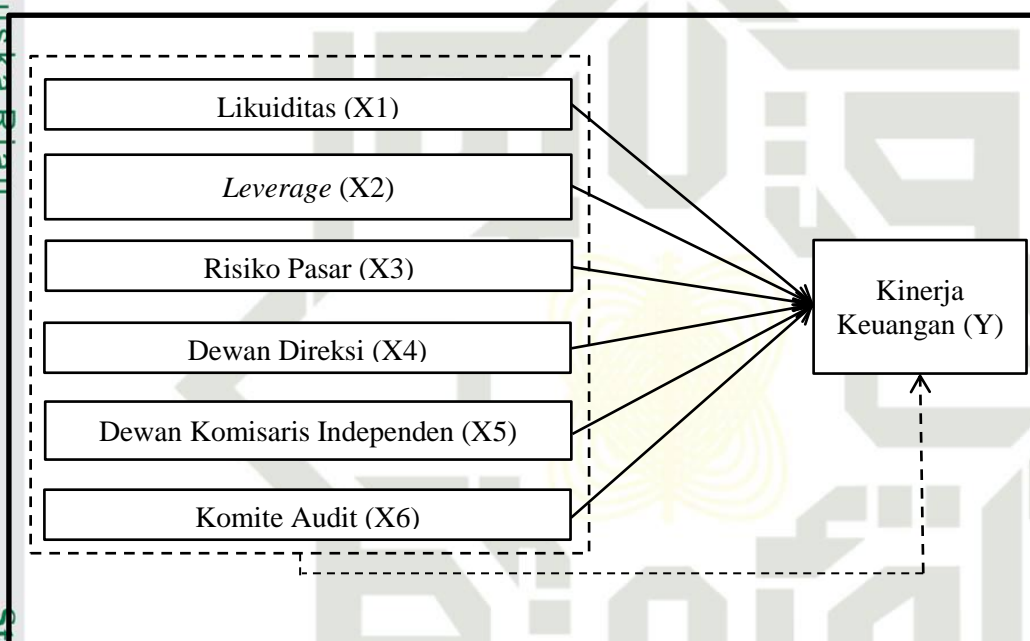 Likuiditas (X1)
Leverage (X2)
Risiko Pasar (X3)
Dewan Direksi (X4)
Dewan Komisaris Independen (X5)
Komite Audit (X6)
Kinerja
Keuangan (Y)